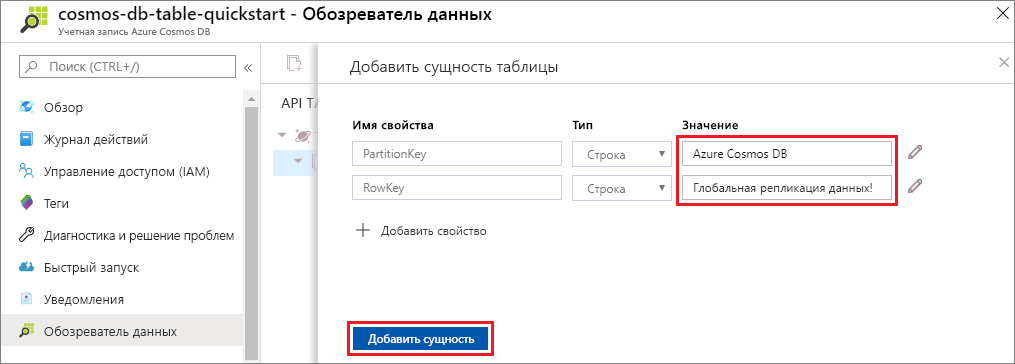 cosmos-db-table-quickstart - Обозреватель данных
Учетная запись Azure Cosmos DB
Поиск (CTRL+/)
Обзор
Журнал действий
Управление доступом (IAM)
Теги
Диагностика и решение проблем
Быстрый запуск
Уведомления
Обозреватель данных
API
Добавить сущность таблицы
Имя свойства Тип Значение
PartitionKey Строка Azure Cosmos DB
RowKey Строка Глобальная репликация данных!
Добавить свойство
Добавить сущность